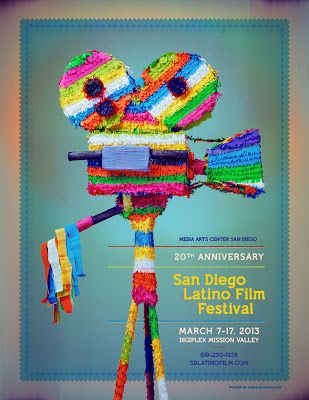 MEDIA ARTS CENTER SAN DIEGO
20TH ANNIVERSARY
San Diego
Latino Film
Festival
MARCH 7-17, 2013
DIGIPLEX MISSION VALLEY
619-230-1938
SDLATINOFILM.COM